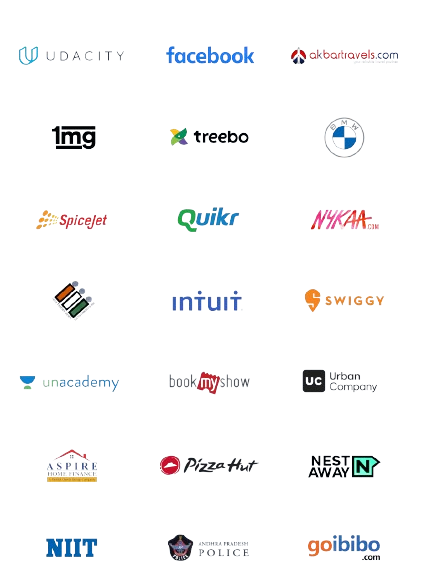 UDACITY
facebook
akbartravels.com
1mg
treebo
BMW
SpiceJet
Quikr
NYKAA.COM
intuit
SWIGGY
unacademy
bookmyshow
UC Urban
Company
ASPIRE
HOME FINANCE
Pizza Hut
NEST
AWAY N
NIIT
ANDHRA PRADESH
POLICE
goibibo
.com